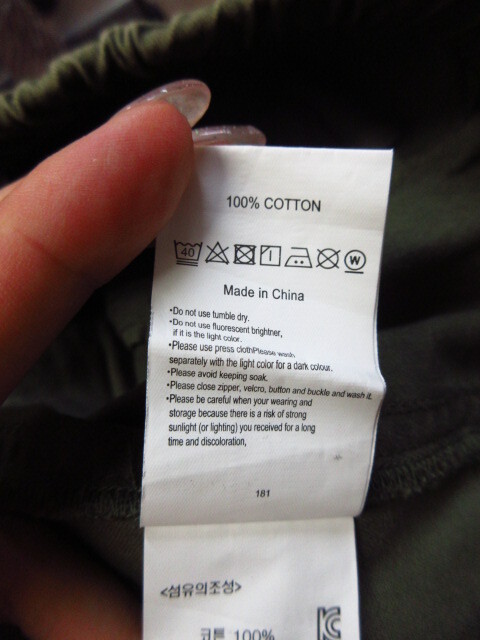 100% COTTON
40 W
Made in China
•Do not use tumble dry.
•Do not use fluorescent brightner,
if it is the light color.
•Please use press clothPlease wash
separately with the light color for a dark colour.
•Please avoid keeping soak.
•Please close zipper, velcro, button and buckle and wash it.
•Please be careful when your wearing and
storage because there is a risk of strong
sunlight (or lighting) you received for a long
time and discoloration,
181
<섬유의조성>
코튼 100%